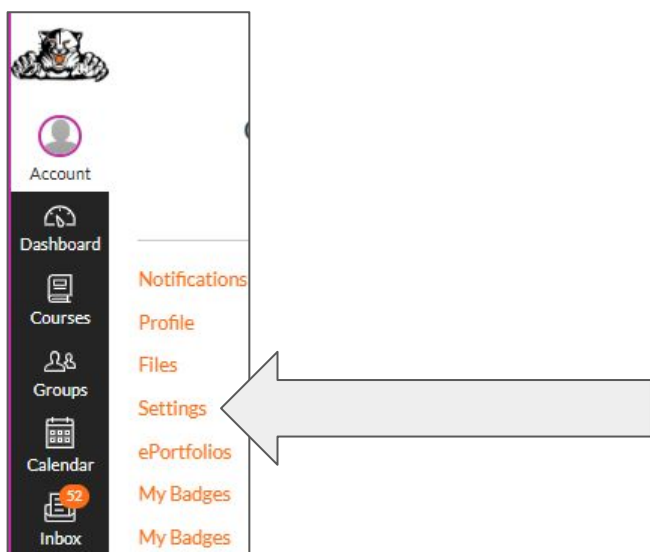 Account
Dashboard
Courses
Groups
Calendar
52
Inbox
Notifications
Profile
Files
Settings
ePortfolios
My Badges
My Badges